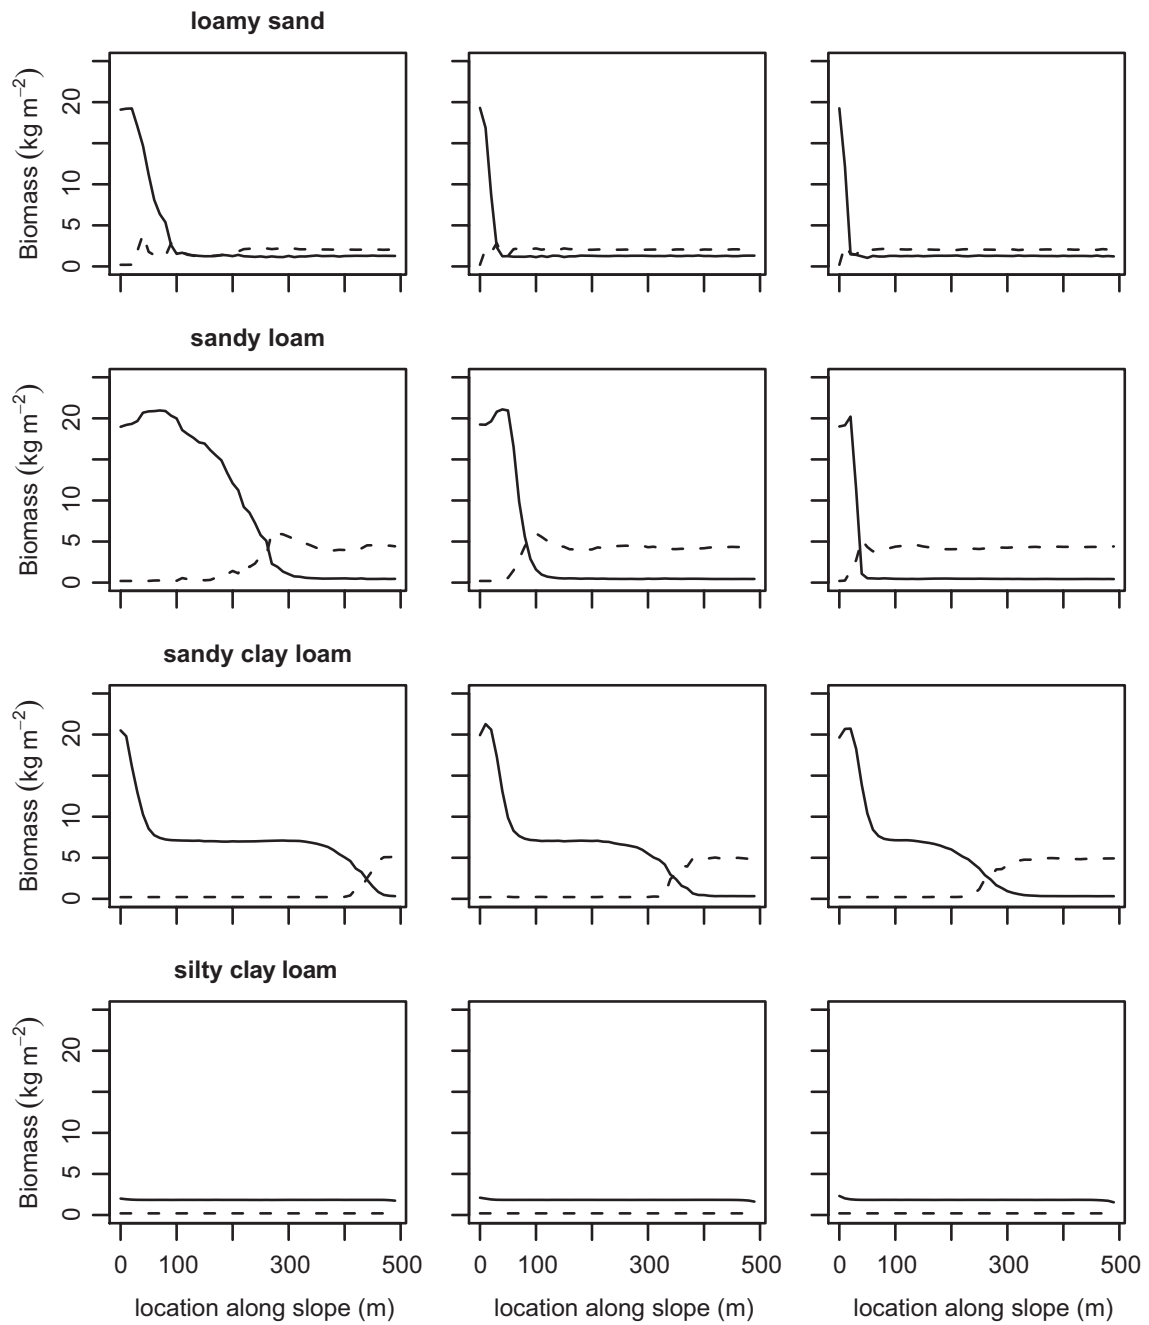 loamy sand
Biomass (kg m−2)
0 5 10 20
sandy loam
Biomass (kg m−2)
0 5 10 20
sandy clay loam
Biomass (kg m−2)
0 5 10 20
silty clay loam
Biomass (kg m−2)
0 5 10 20
0 100 300 500 0 100 300 500 0 100 300 500
location along slope (m) location along slope (m) location along slope (m)